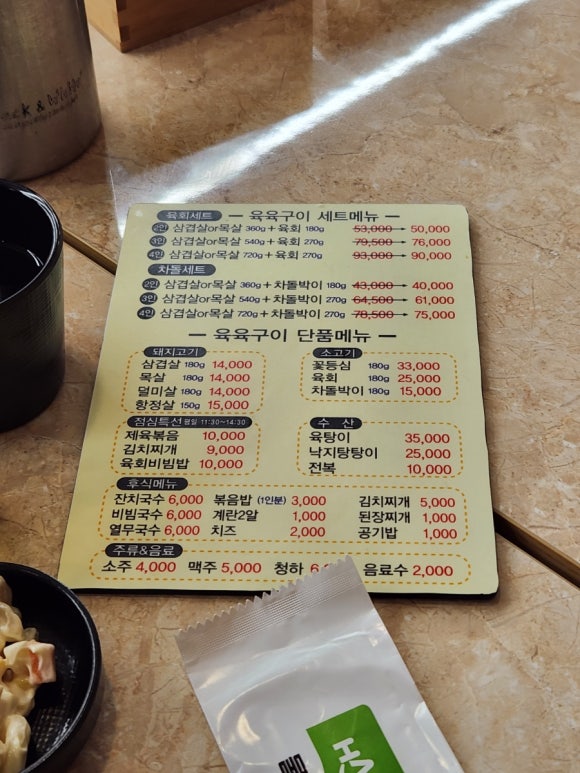 육회세트 — 육육구이 세트메뉴 —
2인 삼겹살or목살 360g + 육회 180g 53,000 → 50,000
3인 삼겹살or목살 540g + 육회 270g 79,500 → 76,000
4인 삼겹살or목살 720g + 육회 270g 93,000 → 90,000
차돌세트
2인 삼겹살or목살 360g + 차돌박이 180g 43,000 → 40,000
3인 삼겹살or목살 540g + 차돌박이 270g 64,500 → 61,000
4인 삼겹살or목살 720g + 차돌박이 270g 78,500 → 75,000
— 육육구이 단품메뉴 —
돼지고기
삼겹살 180g 14,000
목살 180g 14,000
덜미살 180g 14,000
항정살 150g 15,000
소고기
꽃등심 180g 33,000
육회 180g 25,000
차돌박이 180g 15,000
점심특선 평일 11:30~14:30
제육볶음 10,000
김치찌개 9,000
육회비빔밥 10,000
수 산
육탕이 35,000
낙지탕탕이 25,000
전복 10,000
후식메뉴
잔치국수 6,000 볶음밥 (1인분) 3,000 김치찌개 5,000
비빔국수 6,000 계란2알 1,000 된장찌개 1,000
열무국수 6,000 치즈 2,000 공기밥 1,000
주류&음료
소주 4,000 맥주 5,000 청하 음료수 2,000